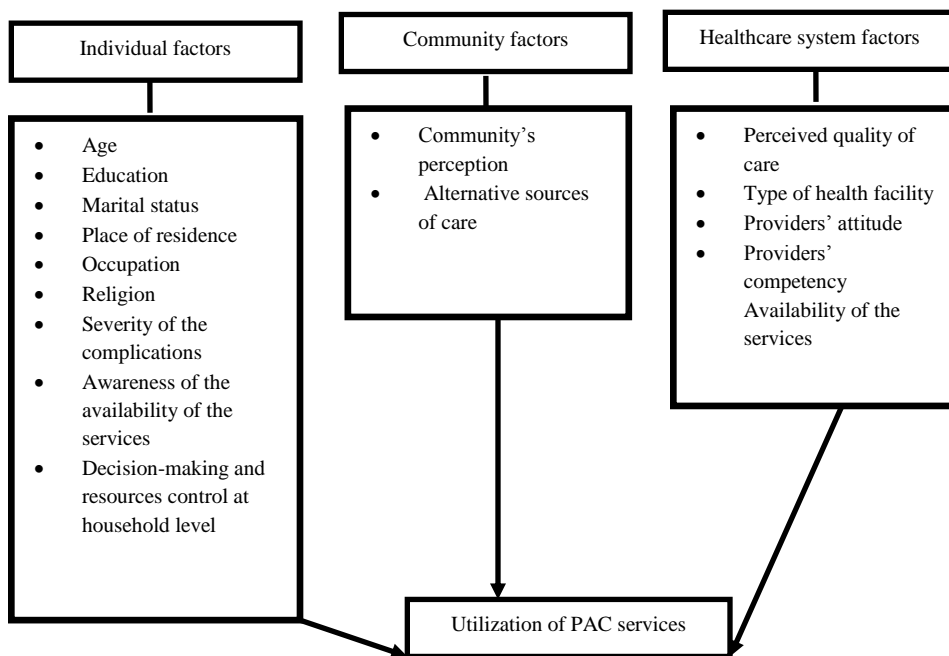 Individual factors
Community factors
Healthcare system factors
• Age
• Education
• Marital status
• Place of residence
• Occupation
• Religion
• Severity of the
complications
• Awareness of the
availability of the
services
• Decision-making and
resources control at
household level
• Community's
perception
• Alternative sources
of care
• Perceived quality of
care
• Type of health facility
• Providers' attitude
• Providers'
competency
Availability of the
services
Utilization of PAC services